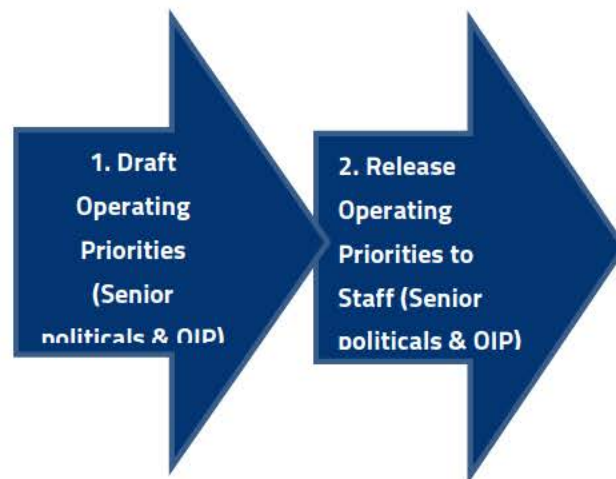 1. Draft
Operating
Priorities
(Senior
politicals & OIP)
2. Release
Operating
Priorities to
Staff (Senior
politicals & OIP)